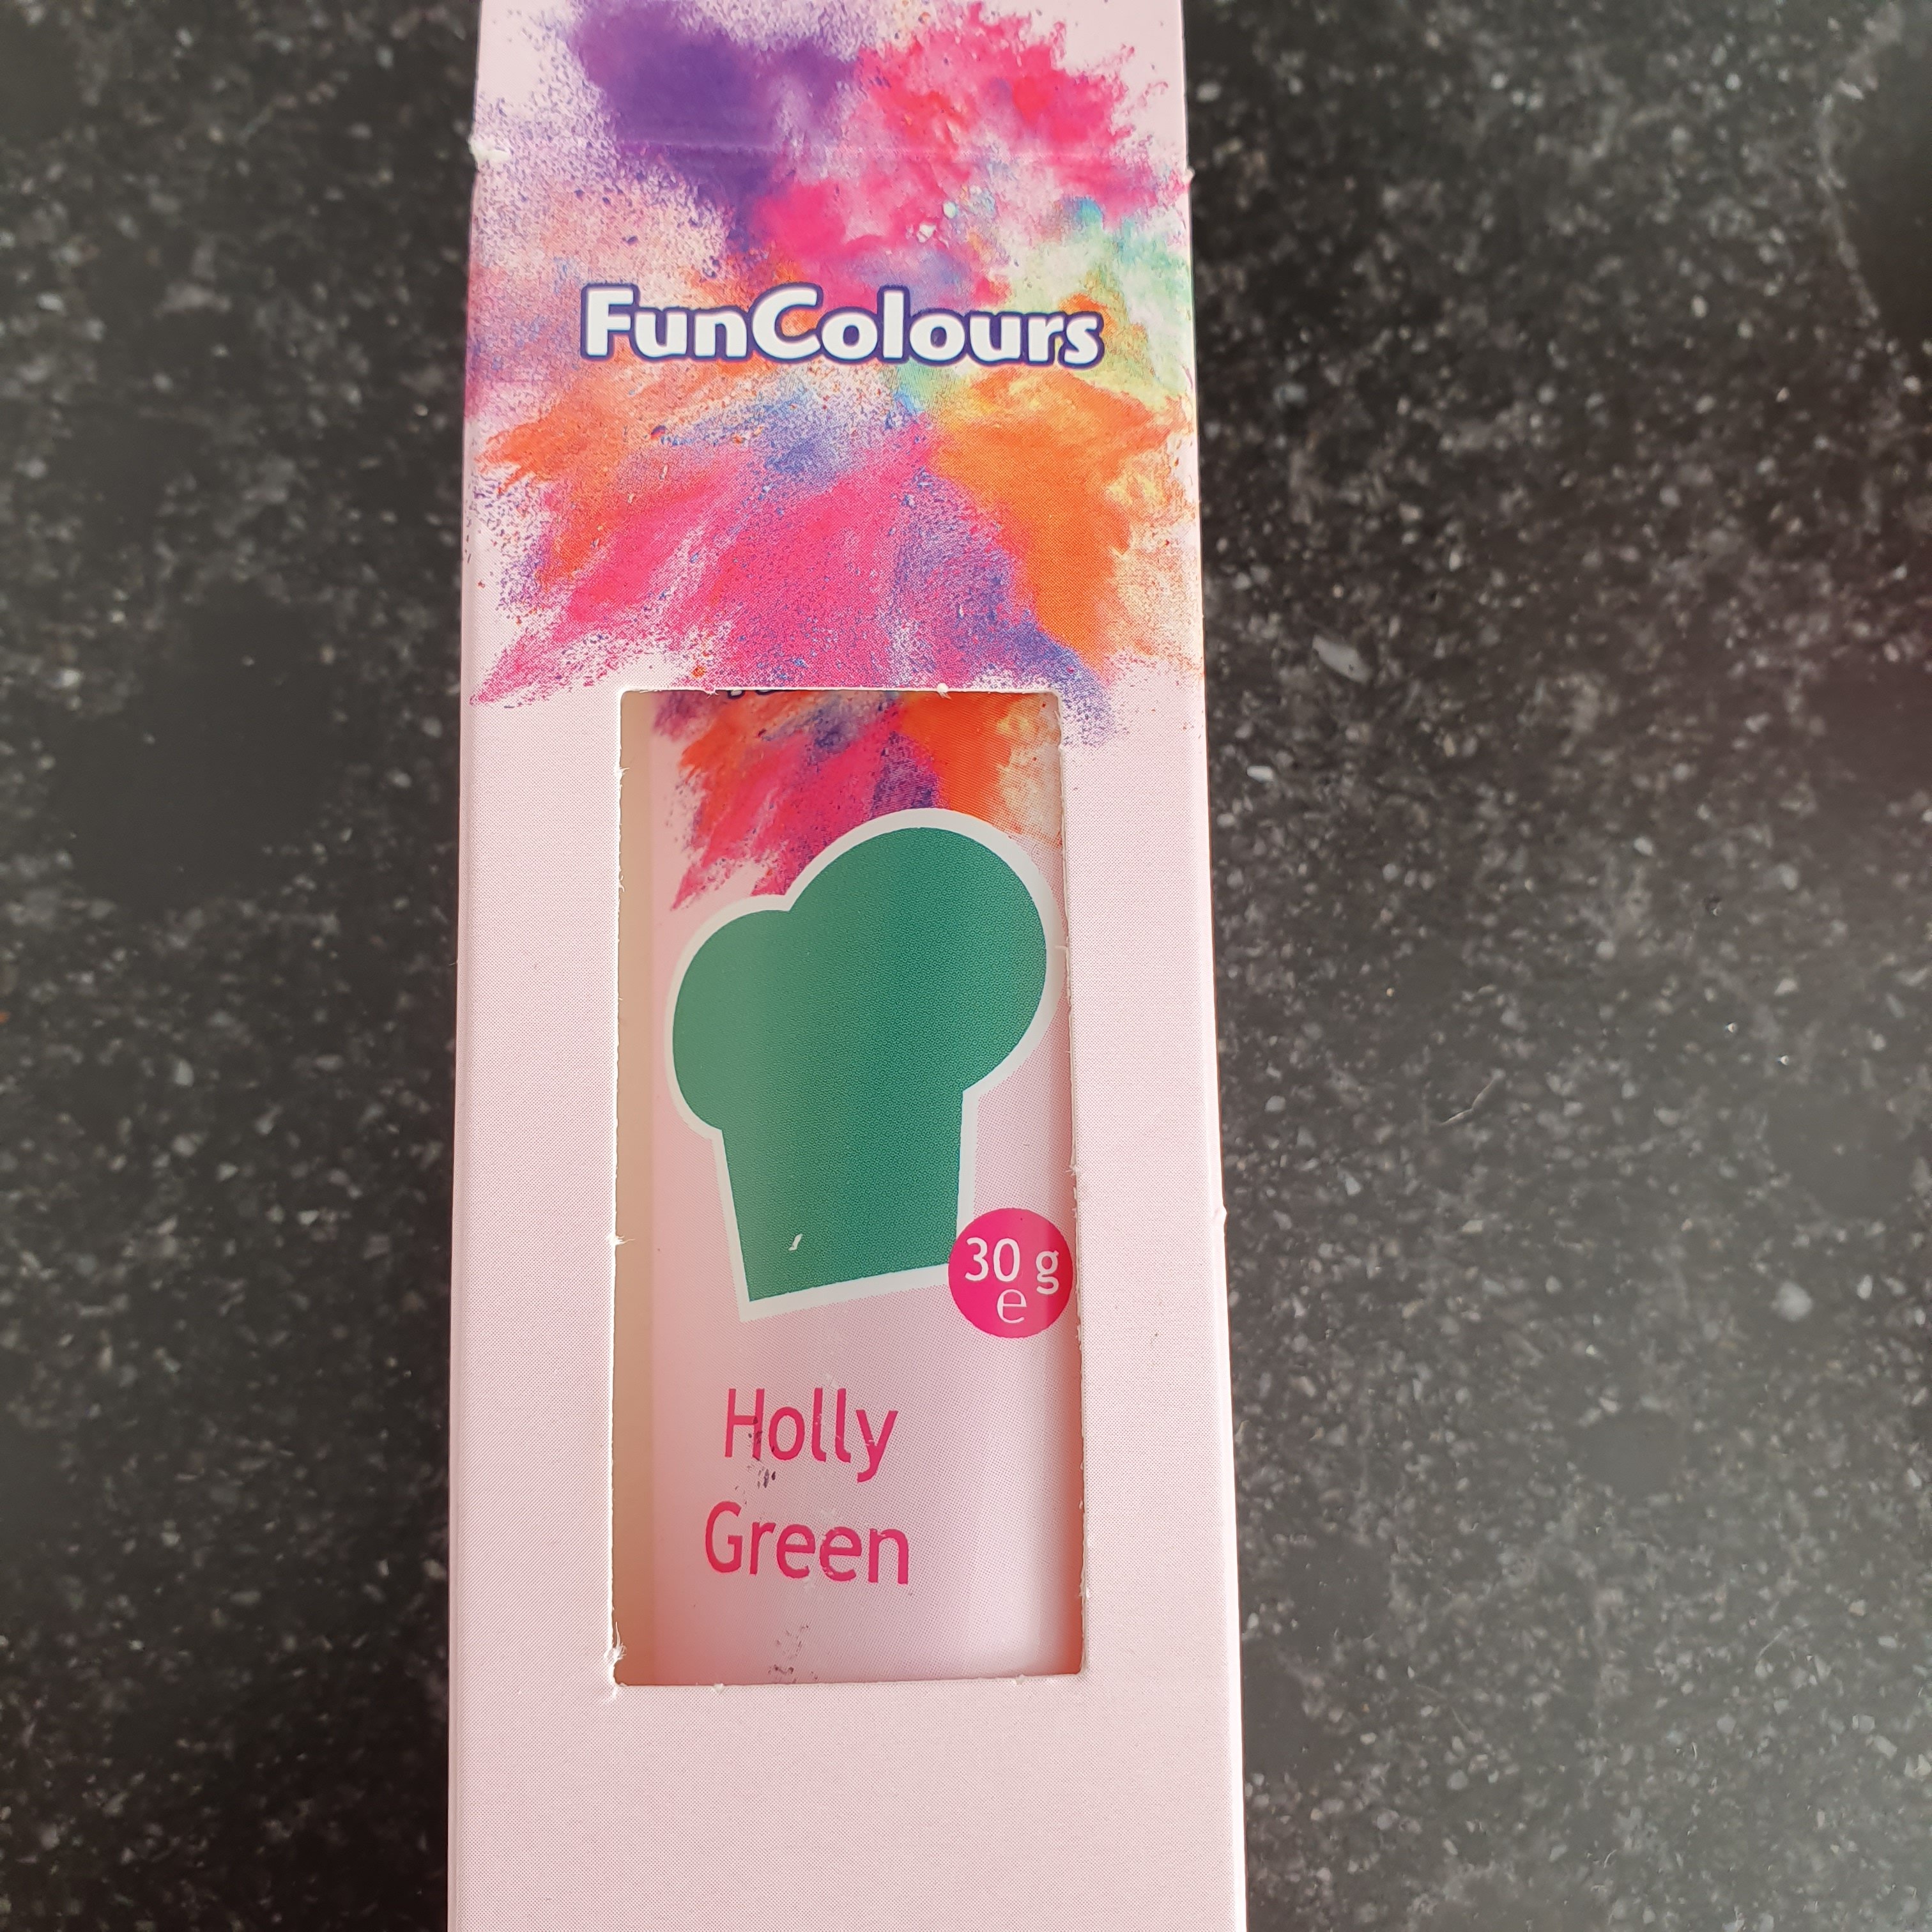 FunColours
30 g
℮
Holly
Green